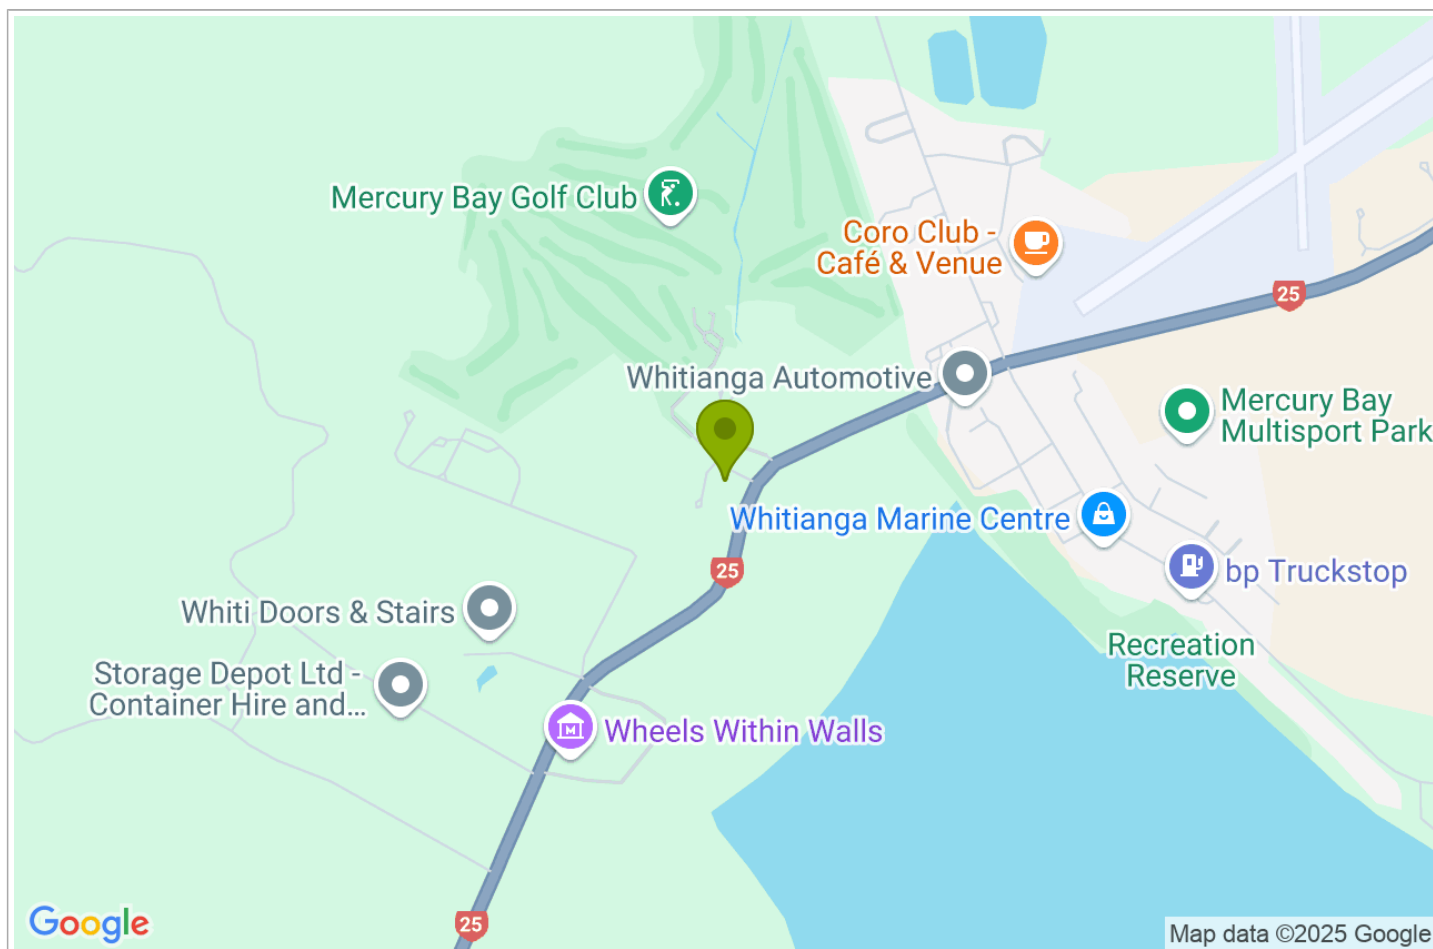 Mercury Bay Golf Club
Coro Club -
Café & Venue
25
Whitianga Automotive
Mercury Bay
Multisport Park
Whitianga Marine Centre
25
bp Truckstop
Whiti Doors & Stairs
Recreation
Reserve
Storage Depot Ltd -
Container Hire and...
Wheels Within Walls
25
Google
Map data ©2025 Google